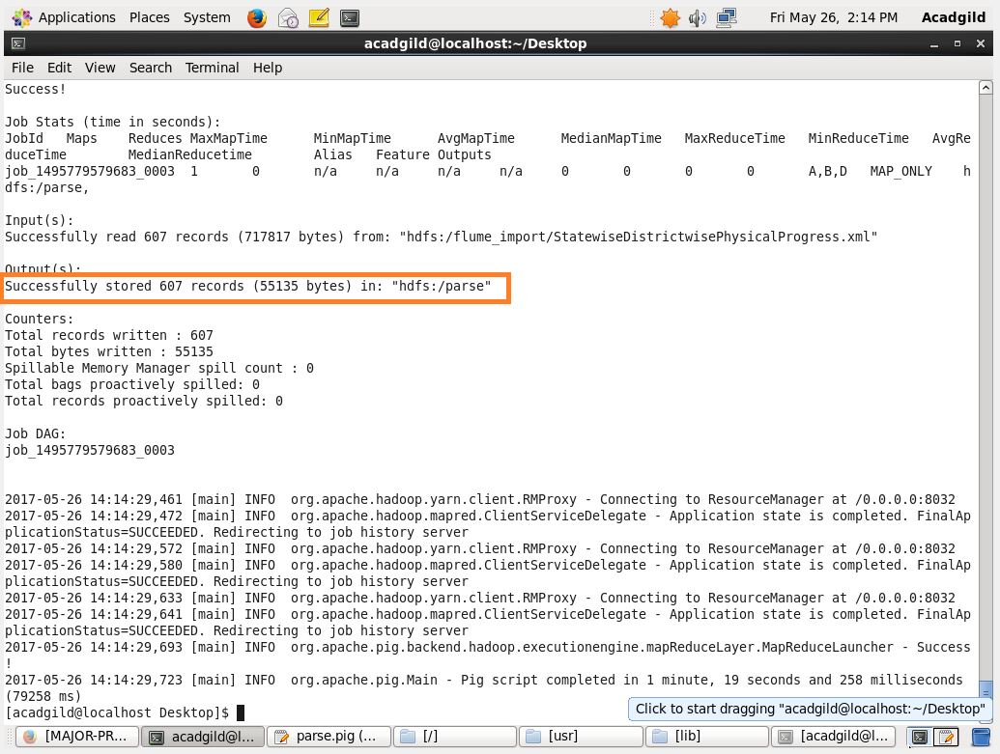 Applications Places System Fri May 26, 2:14 PM Acadgild
acadgild@localhost:~/Desktop
File Edit View Search Terminal Help
Success!
Job Stats (time in seconds):
JobId Maps Reduces MaxMapTime MinMapTime AvgMapTime MedianMapTime MaxReduceTime MinReduceTime AvgRe
duceTime MedianReducetime Alias Feature Outputs
job_1495779579683_0003 1 0 n/a n/a n/a n/a 0 0 0 0 A,B,D MAP_ONLY h
dfs:/parse,
Input(s):
Successfully read 607 records (717817 bytes) from: "hdfs:/flume_import/StatewiseDistrictwisePhysicalProgress.xml"
Output(s):
Successfully stored 607 records (55135 bytes) in: "hdfs:/parse"
Counters:
Total records written : 607
Total bytes written : 55135
Spillable Memory Manager spill count : 0
Total bags proactively spilled: 0
Total records proactively spilled: 0
Job DAG:
job_1495779579683_0003
2017-05-26 14:14:29,461 [main] INFO org.apache.hadoop.yarn.client.RMProxy - Connecting to ResourceManager at /0.0.0.0:8032
2017-05-26 14:14:29,472 [main] INFO org.apache.hadoop.mapred.ClientServiceDelegate - Application state is completed. FinalAp
plicationStatus=SUCCEEDED. Redirecting to job history server
2017-05-26 14:14:29,572 [main] INFO org.apache.hadoop.yarn.client.RMProxy - Connecting to ResourceManager at /0.0.0.0:8032
2017-05-26 14:14:29,580 [main] INFO org.apache.hadoop.mapred.ClientServiceDelegate - Application state is completed. FinalAp
plicationStatus=SUCCEEDED. Redirecting to job history server
2017-05-26 14:14:29,633 [main] INFO org.apache.hadoop.yarn.client.RMProxy - Connecting to ResourceManager at /0.0.0.0:8032
2017-05-26 14:14:29,641 [main] INFO org.apache.hadoop.mapred.ClientServiceDelegate - Application state is completed. FinalAp
plicationStatus=SUCCEEDED. Redirecting to job history server
2017-05-26 14:14:29,693 [main] INFO org.apache.pig.backend.hadoop.executionengine.mapReduceLayer.MapReduceLauncher - Success
!
2017-05-26 14:14:29,723 [main] INFO org.apache.pig.Main - Pig script completed in 1 minute, 19 seconds and 258 milliseconds
(79258 ms)
[acadgild@localhost Desktop]$
Click to start dragging "acadgild@localhost:~/Desktop"
[MAJOR-PR... acadgild@l... parse.pig (... [/] [usr] [lib] [acadgild@l...